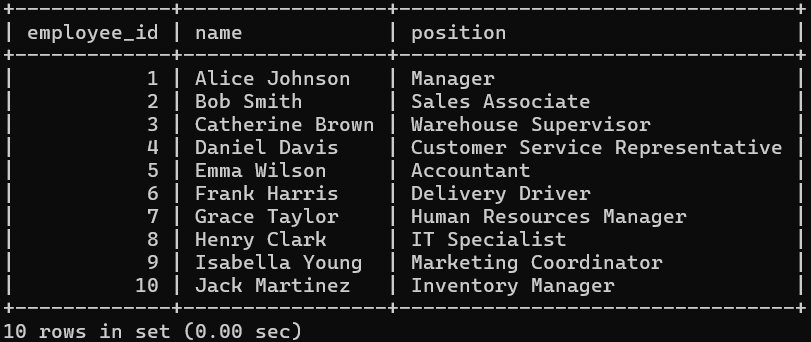 +-------------+-----------------+---------------------------------+
| employee_id | name            | position                        |
+-------------+-----------------+---------------------------------+
|           1 | Alice Johnson   | Manager                         |
|           2 | Bob Smith       | Sales Associate                 |
|           3 | Catherine Brown | Warehouse Supervisor            |
|           4 | Daniel Davis    | Customer Service Representative |
|           5 | Emma Wilson     | Accountant                      |
|           6 | Frank Harris    | Delivery Driver                 |
|           7 | Grace Taylor    | Human Resources Manager         |
|           8 | Henry Clark     | IT Specialist                   |
|           9 | Isabella Young  | Marketing Coordinator           |
|          10 | Jack Martinez   | Inventory Manager               |
+-------------+-----------------+---------------------------------+
10 rows in set (0.00 sec)